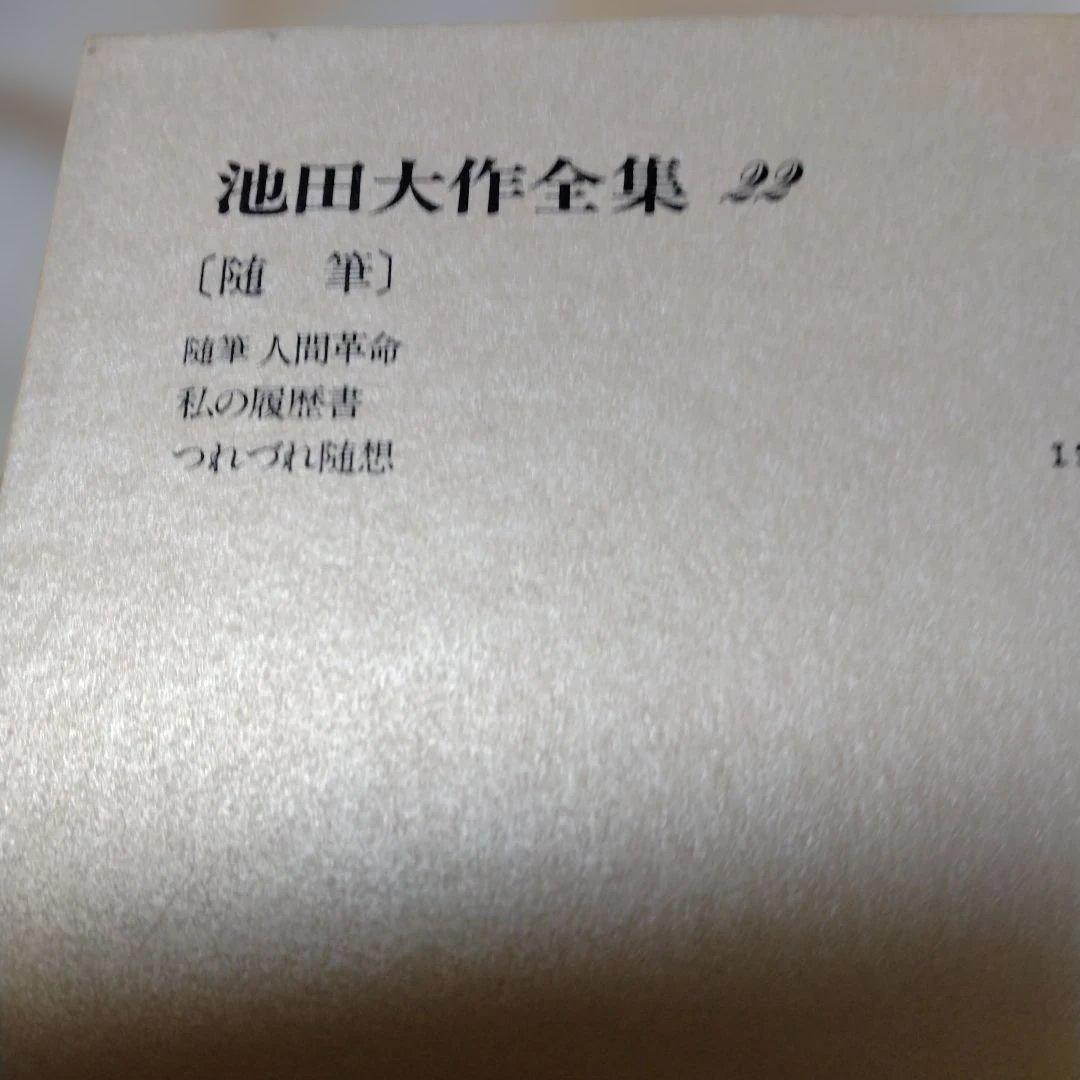 池田大作全集 22
〔随 筆〕
随筆 人間革命
私の履歴書
つれづれ随想